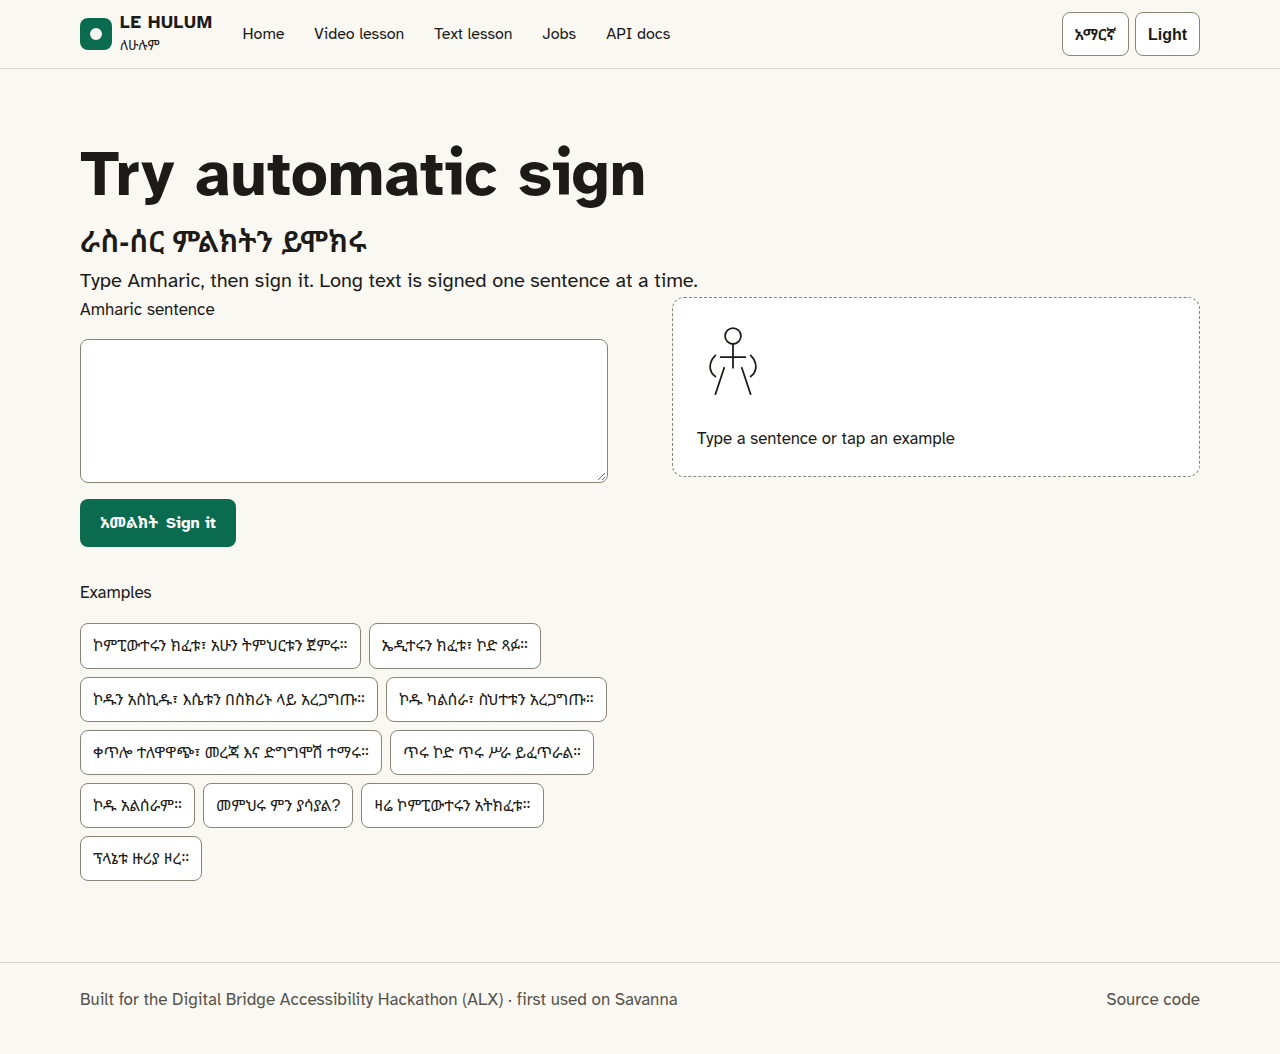 LE HULUM
ለሁሉም
Home
Video lesson
Text lesson
Jobs
API docs
አማርኛ
Light
Try automatic sign
ራስ-ሰር ምልክትን ይሞክሩ
Type Amharic, then sign it. Long text is signed one sentence at a time.
Amharic sentence
Type a sentence or tap an example
አመልክት Sign it
Examples
ኮምፒውተሩን ክፈቱ፣ አሁን ትምህርቱን ጀምሩ።
ኤዲተሩን ክፈቱ፣ ኮድ ጻፉ።
ኮዱን አስኪዱ፣ እሴቱን በስክሪኑ ላይ አረጋግጡ።
ኮዱ ካልሰራ፣ ስህተቱን አረጋግጡ።
ቀጥሎ ተለዋዋጭ፣ መረጃ እና ድግግሞሽ ተማሩ።
ጥሩ ኮድ ጥሩ ሥራ ይፈጥራል።
ኮዱ አልሰራም።
መምህሩ ምን ያሳያል?
ዛሬ ኮምፒውተሩን አትክፈቱ።
ፕላኔቱ ዙሪያ ዞረ።
Built for the Digital Bridge Accessibility Hackathon (ALX) · first used on Savanna
Source code